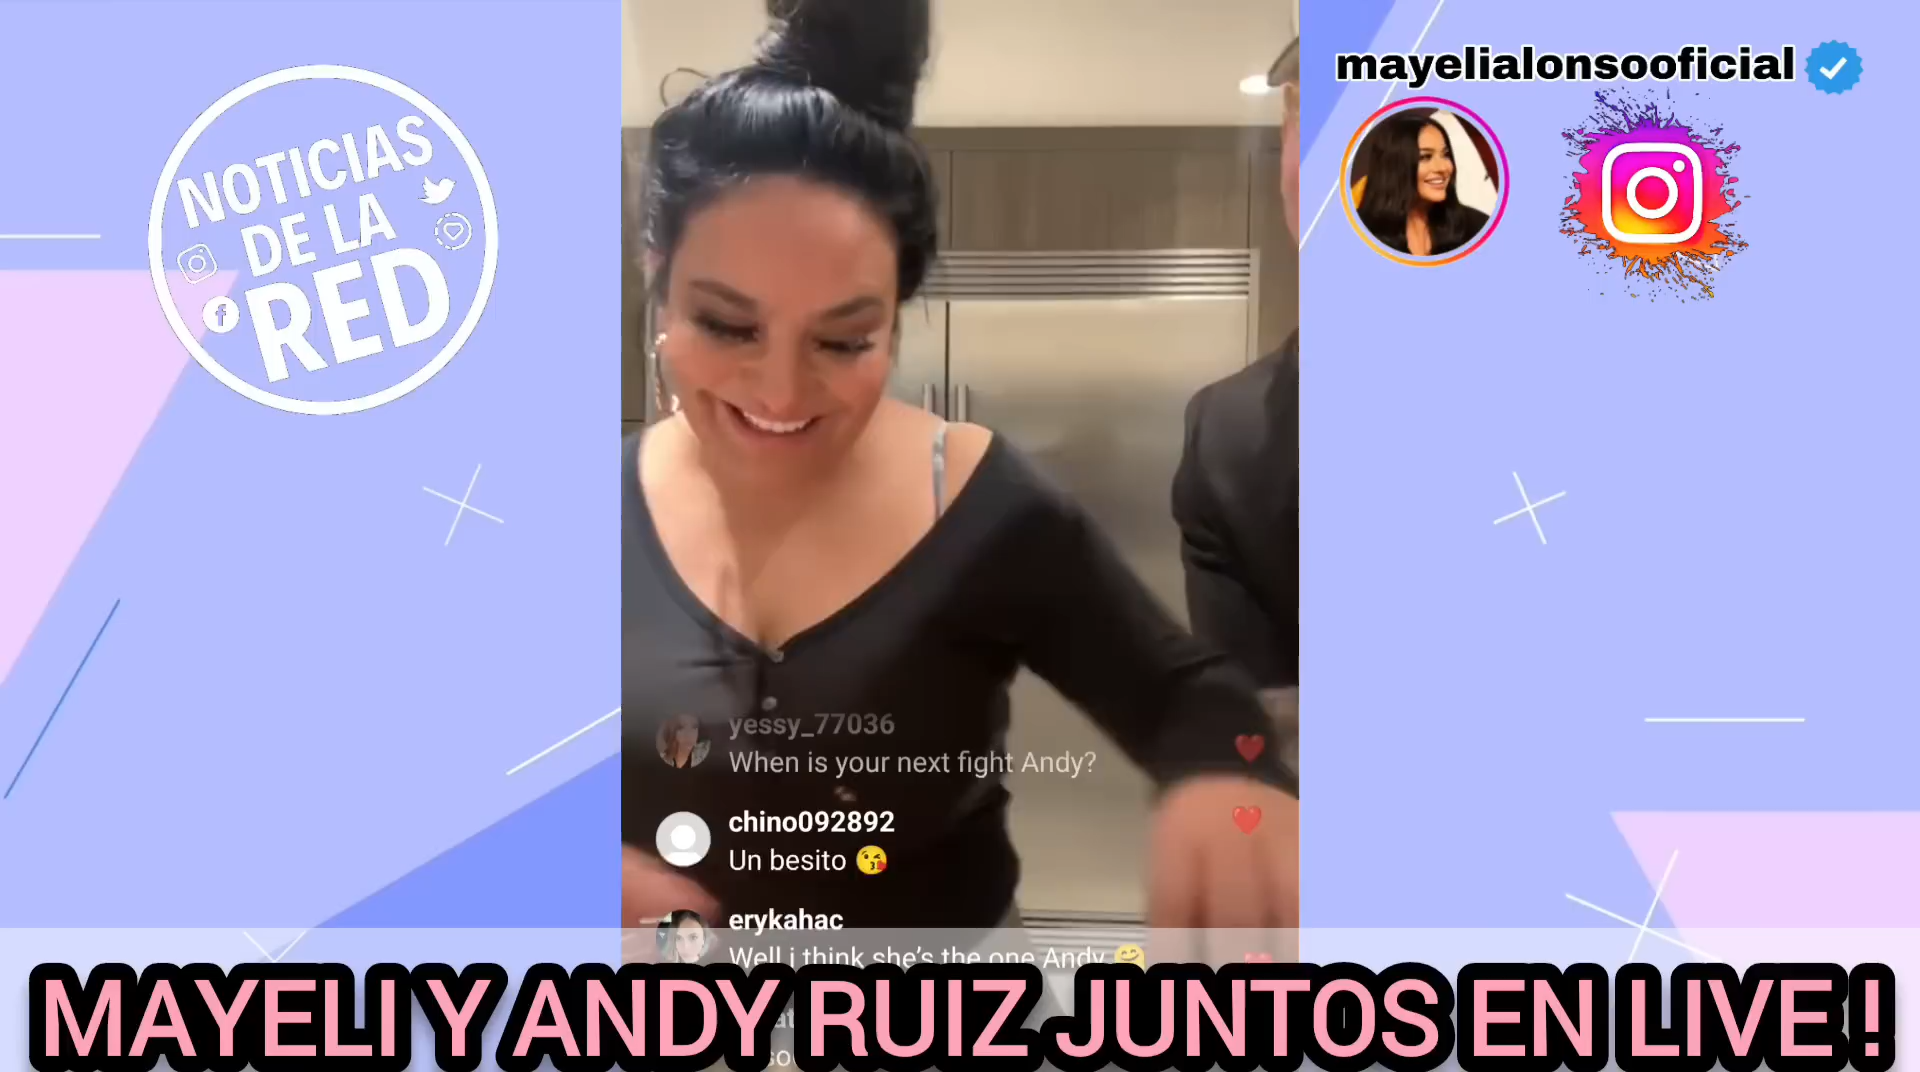 NOTICIAS
DE LA
RED
mayelialonsooficial
yessy_77036
When is your next fight Andy?
chino092892
Un besito 😘
erykahac
Well i think she's the one Andy 🤗
MAYELI Y ANDY RUIZ JUNTOS EN LIVE !